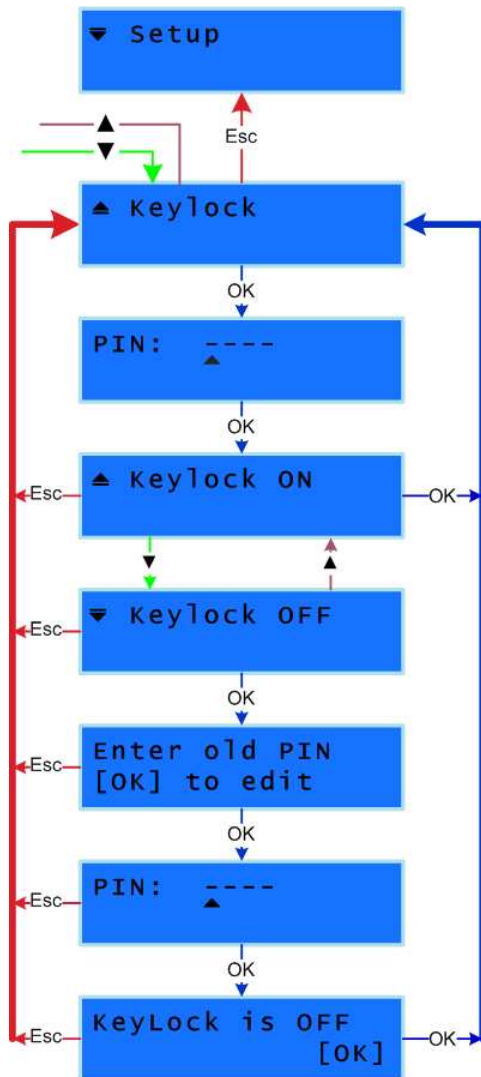 Setup
Esc
Keylock
OK
PIN: ----
OK
Esc
Keylock ON
OK
Esc
Keylock OFF
OK
Esc
Enter old PIN
[OK] to edit
OK
Esc
PIN: ----
OK
Esc
KeyLock is OFF
[OK]
OK